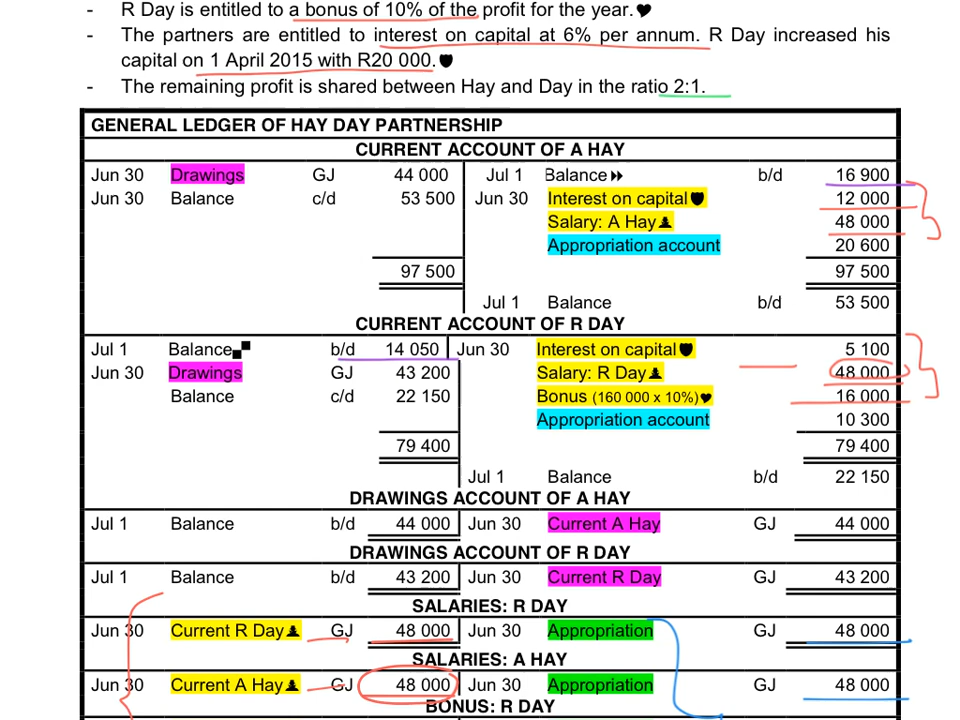 - R Day is entitled to a bonus of 10% of the profit for the year.
- The partners are entitled to interest on capital at 6% per annum. R Day increased his
capital on 1 April 2015 with R20 000.
- The remaining profit is shared between Hay and Day in the ratio 2:1.
GENERAL LEDGER OF HAY DAY PARTNERSHIP
CURRENT ACCOUNT OF A HAY
Jun 30 Drawings GJ 44 000 Jul 1 Balance b/d 16 900
Jun 30 Balance c/d 53 500 Jun 30 Interest on capital 12 000
Salary: A Hay 48 000
Appropriation account 20 600
97 500 97 500
Jul 1 Balance b/d 53 500
CURRENT ACCOUNT OF R DAY
Jul 1 Balance b/d 14 050 Jun 30 Interest on capital 5 100
Jun 30 Drawings GJ 43 200 Salary: R Day 48 000
Balance c/d 22 150 Bonus (160 000 x 10%) 16 000
Appropriation account 10 300
79 400 79 400
Jul 1 Balance b/d 22 150
DRAWINGS ACCOUNT OF A HAY
Jul 1 Balance b/d 44 000 Jun 30 Current A Hay GJ 44 000
DRAWINGS ACCOUNT OF R DAY
Jul 1 Balance b/d 43 200 Jun 30 Current R Day GJ 43 200
SALARIES: R DAY
Jun 30 Current R Day GJ 48 000 Jun 30 Appropriation GJ 48 000
SALARIES: A HAY
Jun 30 Current A Hay GJ 48 000 Jun 30 Appropriation GJ 48 000
BONUS: R DAY